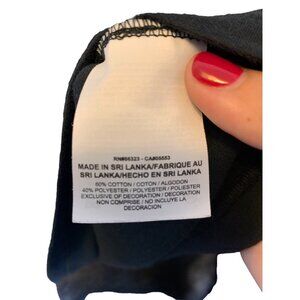 RN#56323 - CA#05553
MADE IN SRI LANKA/FABRIQUE AU
SRI LANKA/HECHO EN SRI LANKA
60% COTTON / COTON / ALGODON
40% POLYESTER / POLYESTER / POLIESTER
EXCLUSIVE OF DECORATION / DECORATION
NON COMPRISE / NO INCLUYE LA
DECORACION